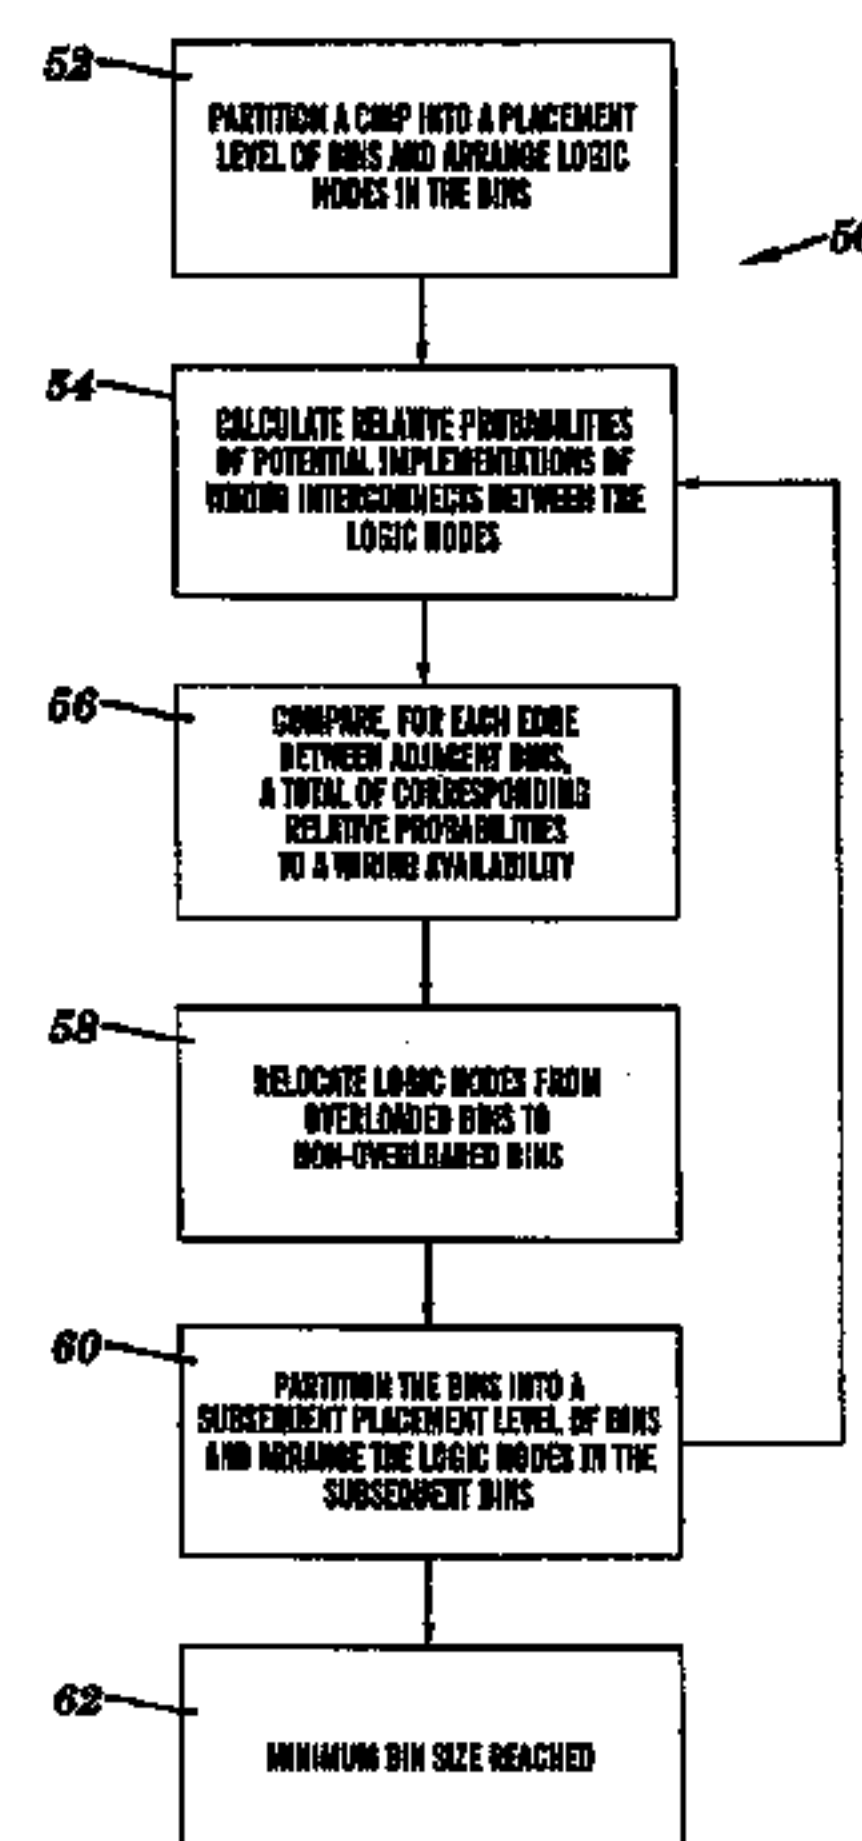 52
PARTITION A CHIP INTO A PLACEMENT
LEVEL OF BINS AND ARRANGE LOGIC
NODES IN THE BINS
54
CALCULATE RELATIVE PROBABILITIES
OF POTENTIAL IMPLEMENTATIONS OF
WIRING INTERCONNECTS BETWEEN THE
LOGIC NODES
56
COMPARE, FOR EACH EDGE
BETWEEN ADJACENT BINS,
A TOTAL OF CORRESPONDING
RELATIVE PROBABILITIES
TO A WIRING AVAILABILITY
58
RELOCATE LOGIC NODES FROM
OVERLOADED BINS TO
NON-OVERLOADED BINS
60
PARTITION THE BINS INTO A
SUBSEQUENT PLACEMENT LEVEL OF BINS
AND ARRANGE THE LOGIC NODES IN THE
SUBSEQUENT BINS
62
MINIMUM BIN SIZE REACHED